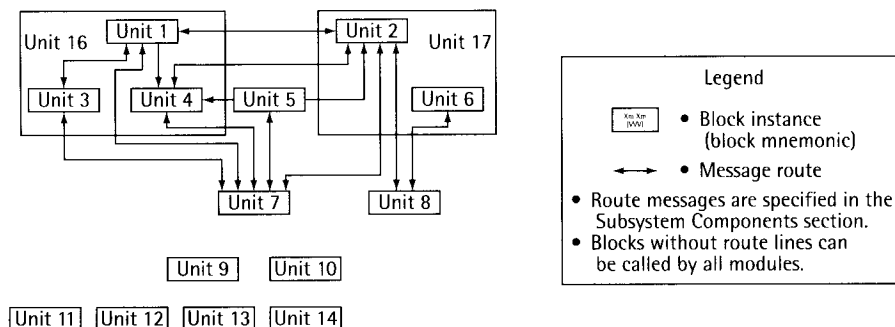 Unit 16
Unit 1
Unit 2
Unit 17
Unit 3
Unit 4
Unit 5
Unit 6
Unit 7
Unit 8
Unit 9
Unit 10
Unit 11
Unit 12
Unit 13
Unit 14
Legend
• Block instance
(block mnemonic)
• Message route
• Route messages are specified in the
Subsystem Components section.
• Blocks without route lines can
be called by all modules.